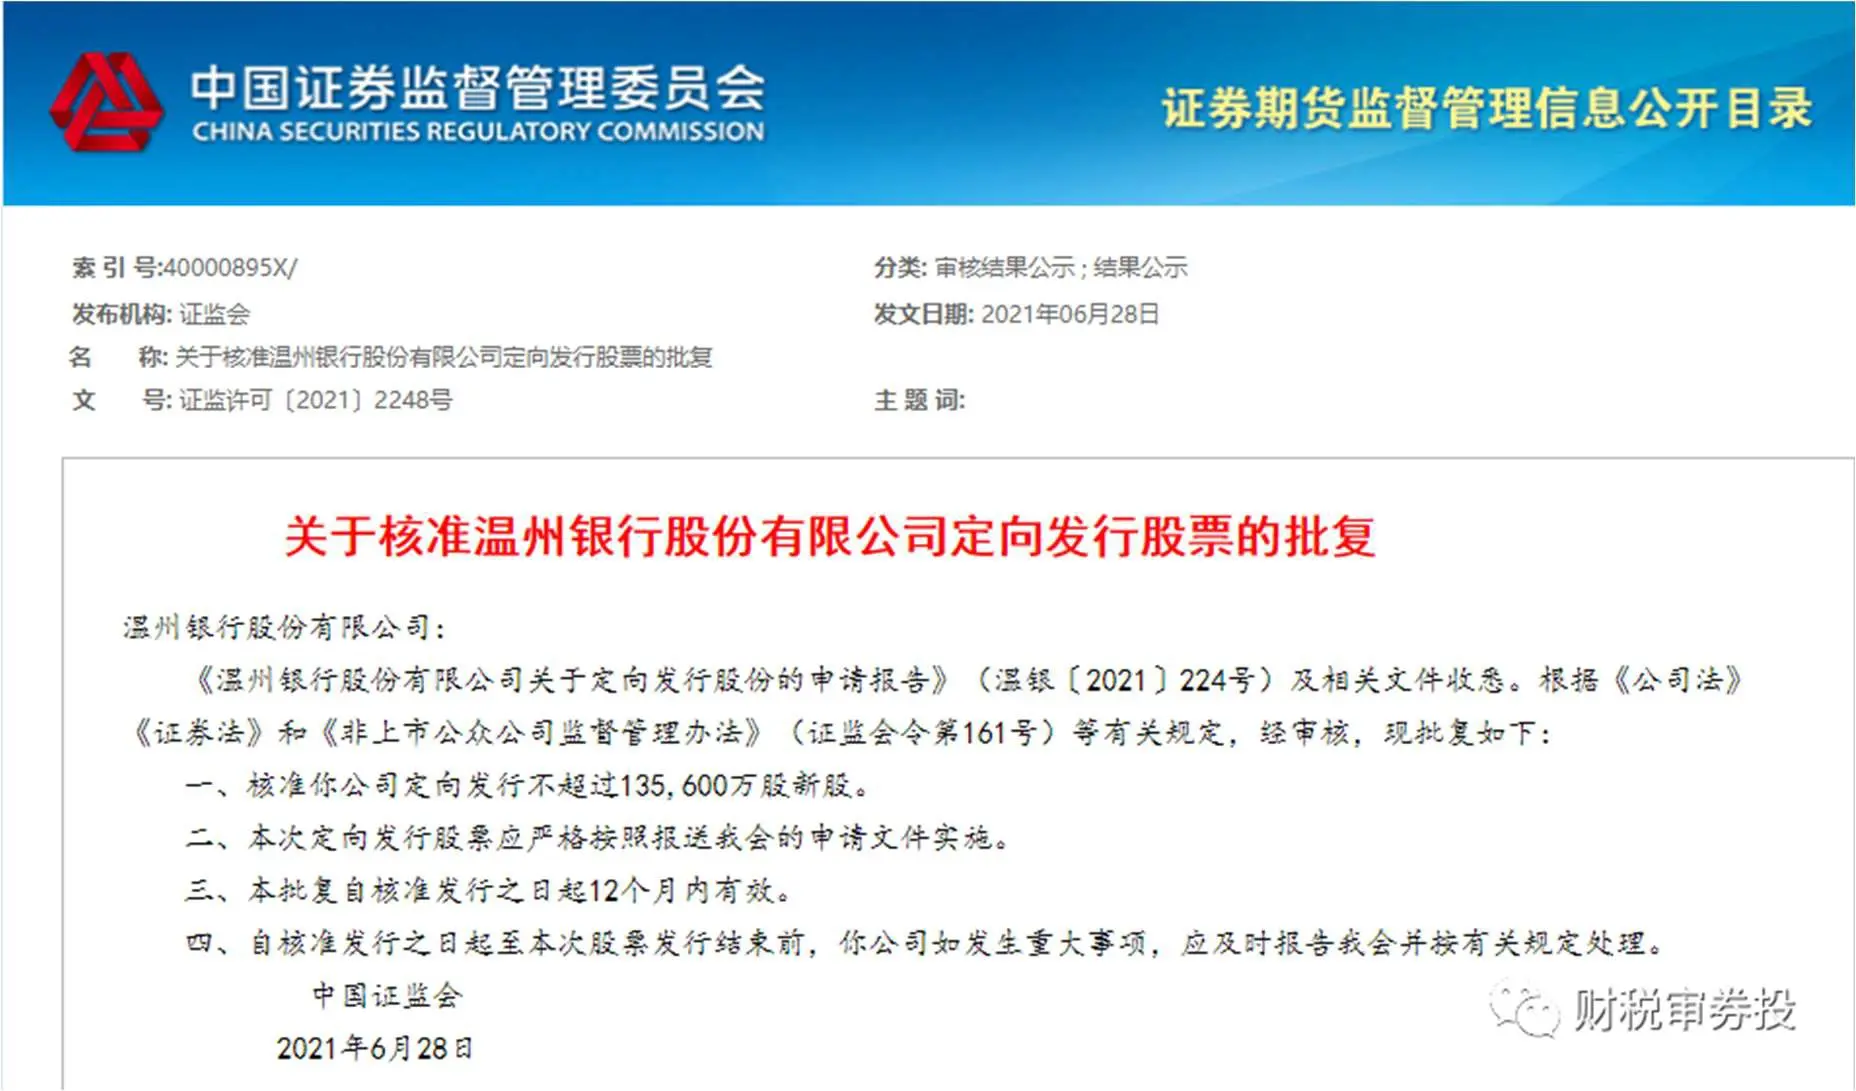 中国证券监督管理委员会
CHINA SECURITIES REGULATORY COMMISSION
证券期货监督管理信息公开目录
索 引 号:40000895X/
分类: 审核结果公示 ; 结果公示
发布机构: 证监会
发文日期: 2021年06月28日
名 称: 关于核准温州银行股份有限公司定向发行股票的批复
文 号: 证监许可〔2021〕2248号
主 题 词:
关于核准温州银行股份有限公司定向发行股票的批复
温州银行股份有限公司：
《温州银行股份有限公司关于定向发行股份的申请报告》（温银〔2021〕224号）及相关文件收悉。根据《公司法》
《证券法》和《非上市公众公司监督管理办法》（证监会令第161号）等有关规定，经审核，现批复如下：
一、核准你公司定向发行不超过135,600万股新股。
二、本次定向发行股票应严格按照报送我会的申请文件实施。
三、本批复自核准发行之日起12个月内有效。
四、自核准发行之日起至本次股票发行结束前，你公司如发生重大事项，应及时报告我会并按有关规定处理。
中国证监会
2021年6月28日
财税审券投